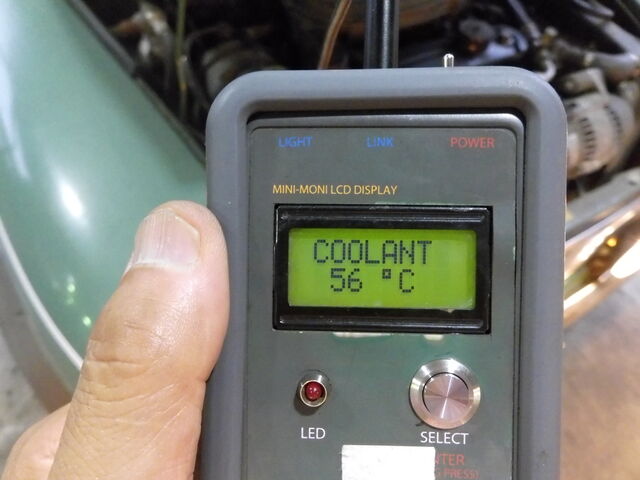 LIGHT LINK POWER
MINI-MONI LCD DISPLAY
COOLANT
56 °C
LED
SELECT